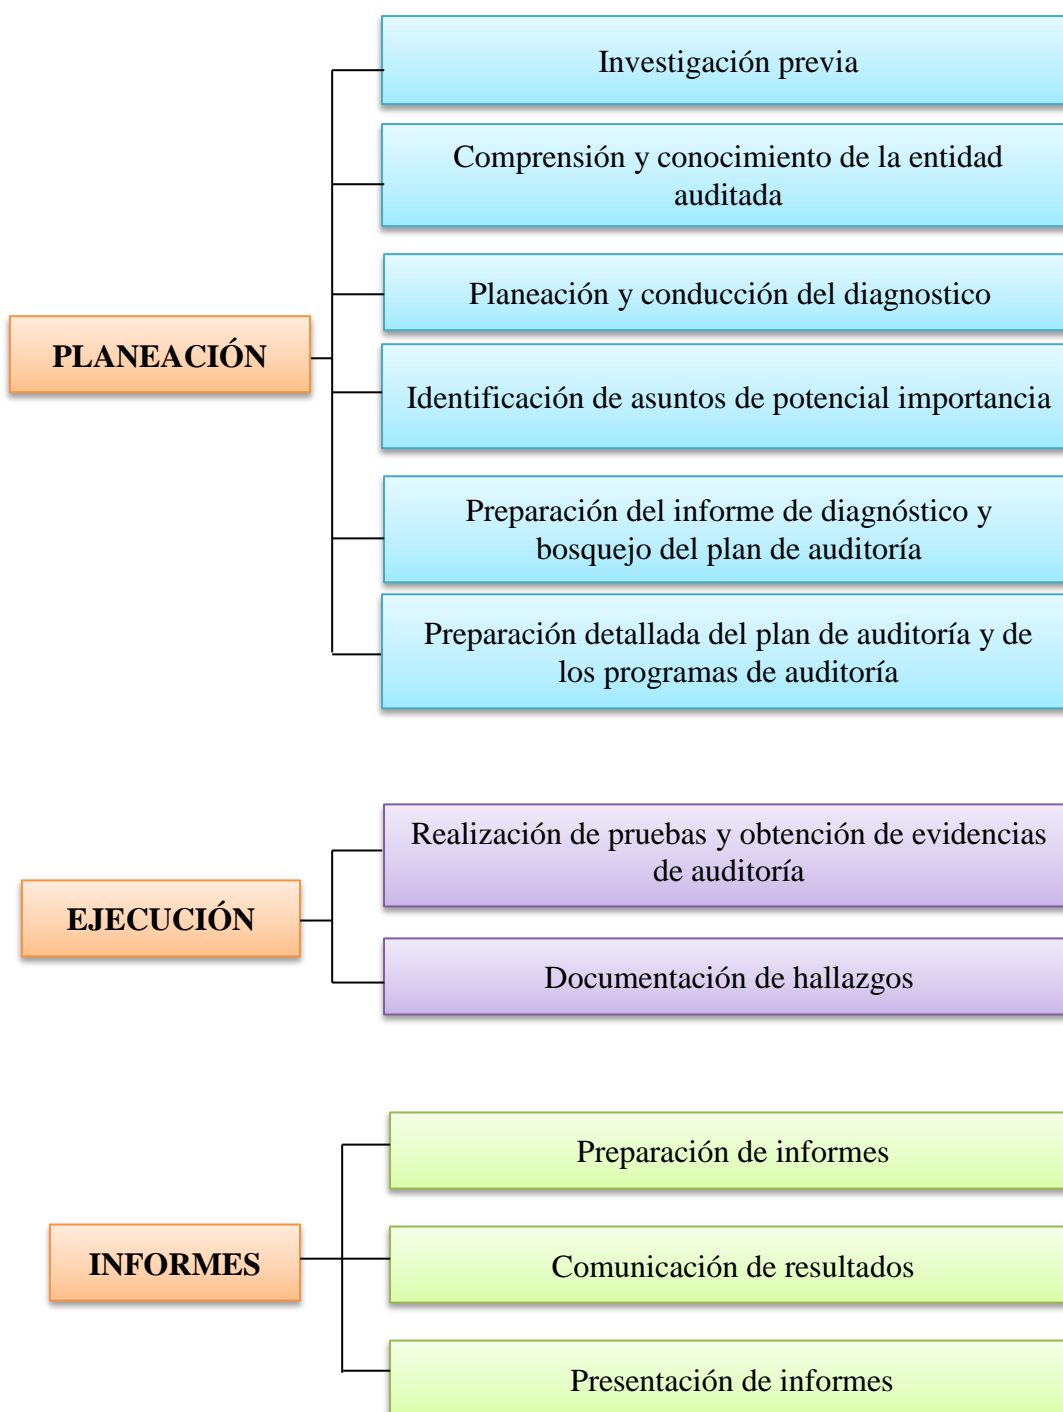 Investigación previa
Comprensión y conocimiento de la entidad
auditada
Planeación y conducción del diagnostico
PLANEACIÓN
Identificación de asuntos de potencial importancia
Preparación del informe de diagnóstico y
bosquejo del plan de auditoría
Preparación detallada del plan de auditoría y de
los programas de auditoría
Realización de pruebas y obtención de evidencias
de auditoría
EJECUCIÓN
Documentación de hallazgos
Preparación de informes
INFORMES
Comunicación de resultados
Presentación de informes